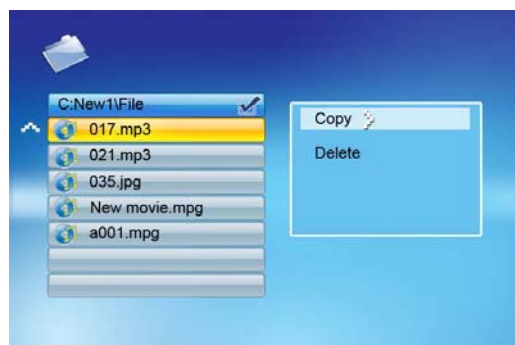 C:New1\File
017.mp3
021.mp3
035.jpg
New movie.mpg
a001.mpg
Copy
Delete